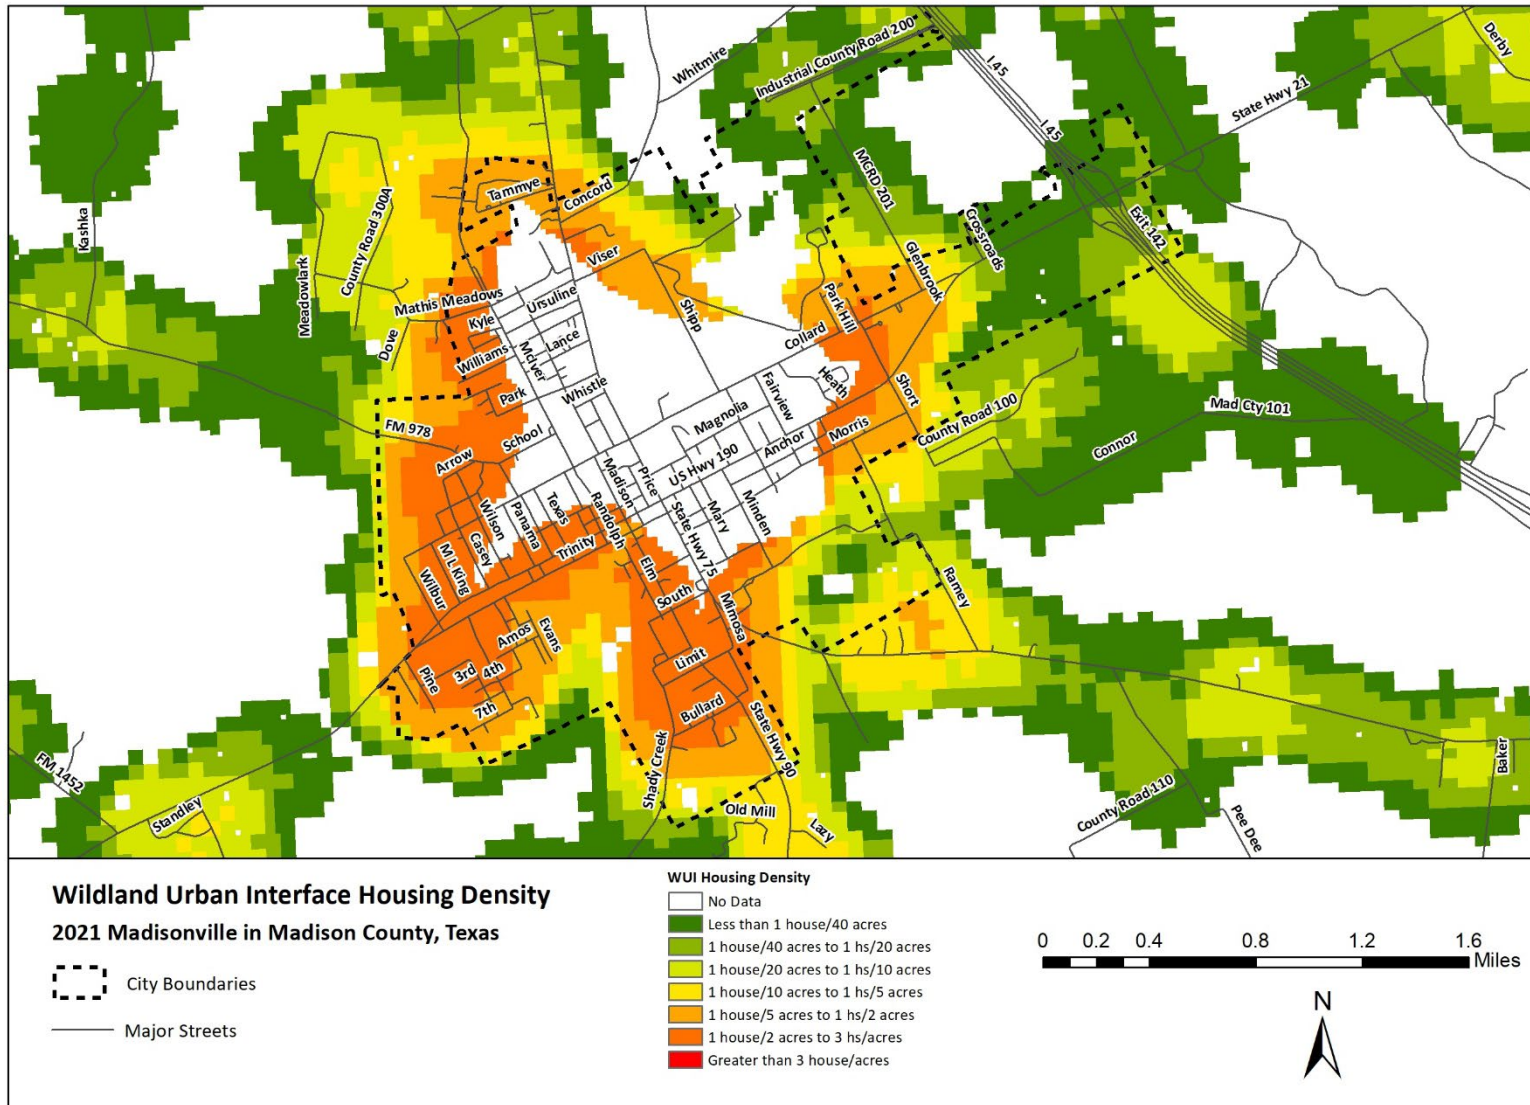 Whitmire
Industrial County Road 200
I 45
Derby
State Hwy 21
I 45
MCRD 201
Tammye
Concord
Kashka
County Road 300A
Crossroads
Exit 142
Viser
Glenbrook
Meadowlark
Mathis Meadows
Ursuline
Shipp
Park Hill
Kyle
Dove
Williams
McIver
Lance
Collard
Heath
Short
Park
Whistle
Fairview
Mad Cty 101
FM 978
School
Magnolia
County Road 100
Morris
Anchor
Connor
Arrow
US Hwy 190
Madison
Price
Wilson
Panama
Texas
Randolph
State Hwy 75
Mary
Minden
Casey
Trinity
M L King
Wilbur
Elm
South
Ramey
Mimosa
Amos
Evans
Limit
3rd
4th
Pine
7th
Bullard
State Hwy 90
Shady Creek
FM 1452
Baker
Standley
Old Mill
Lazy
County Road 110
Pee Dee
Wildland Urban Interface Housing Density
2021 Madisonville in Madison County, Texas
City Boundaries
Major Streets
WUI Housing Density
No Data
Less than 1 house/40 acres
1 house/40 acres to 1 hs/20 acres
1 house/20 acres to 1 hs/10 acres
1 house/10 acres to 1 hs/5 acres
1 house/5 acres to 1 hs/2 acres
1 house/2 acres to 3 hs/acres
Greater than 3 house/acres
0 0.2 0.4 0.8 1.2 1.6
Miles
N